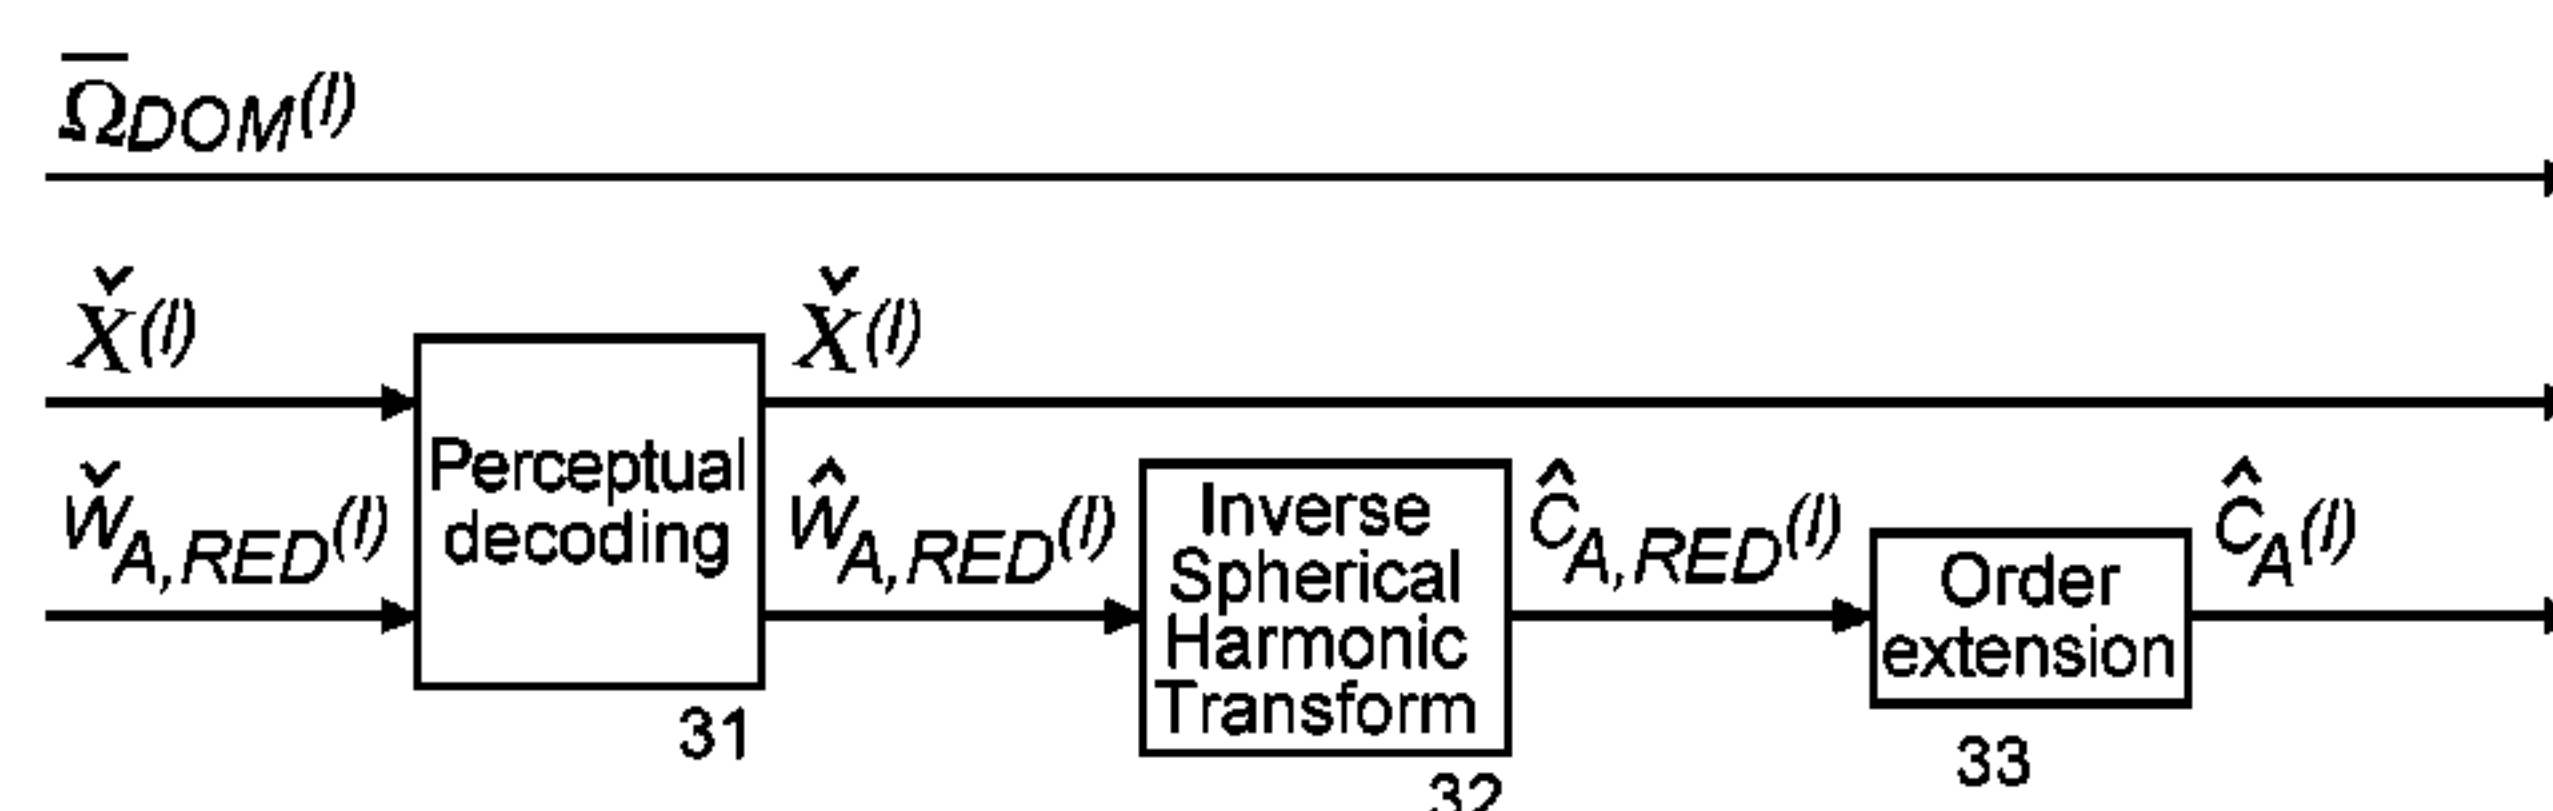 Ω̅DOM(l)
X̌(l)
X̌(l)
W̌A,RED(l)
Perceptual
decoding
ŴA,RED(l)
Inverse
Spherical
Harmonic
Transform
ĈA,RED(l)
Order
extension
ĈA(l)
31
32
33